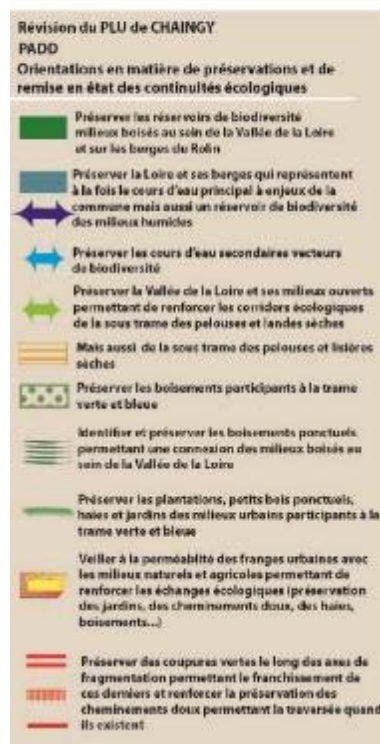 Révision du PLU de CHAINGY
PADD
Orientations en matière de préservations et de
remise en état des continuités écologiques
Préserver les réservoirs de biodiversité
milieux boisés au sein de la Vallée de la Loire
et sur les berges du Rolin
Préserver la Loire et ses berges qui représentent
à la fois le cours d'eau principal à enjeux de la
commune mais aussi un réservoir de biodiversité
des milieux humides
Préserver les cours d'eau secondaires vecteurs
de biodiversité
Préserver la Vallée de la Loire et ses milieux ouverts
permettant de renforcer les corridors écologiques
de la sous trame des pelouses et landes sèches
Mais aussi de la sous trame des pelouses et lisières
sèches
Préserver les boisements participants à la trame
verte et bleue
Identifier et préserver les boisements ponctuels
permettant une connexion des milieux boisés au
sein de la Vallée de la Loire
Préserver les plantations, petits bois ponctuels,
haies et jardins des milieux urbains participants à la
trame verte et bleue
Veiller à la perméablité des franges urbaines avec
les milieux naturels et agricoles permettant de
renforcer les échanges écologiques (préservation
des jardins, des cheminements doux, des haies,
boisements...)
Préserver des coupures vertes le long des axes de
fragmentation permettant le franchissement de
ces derniers et renforcer la préservation des
cheminements doux permettant la traversée quand
ils existent